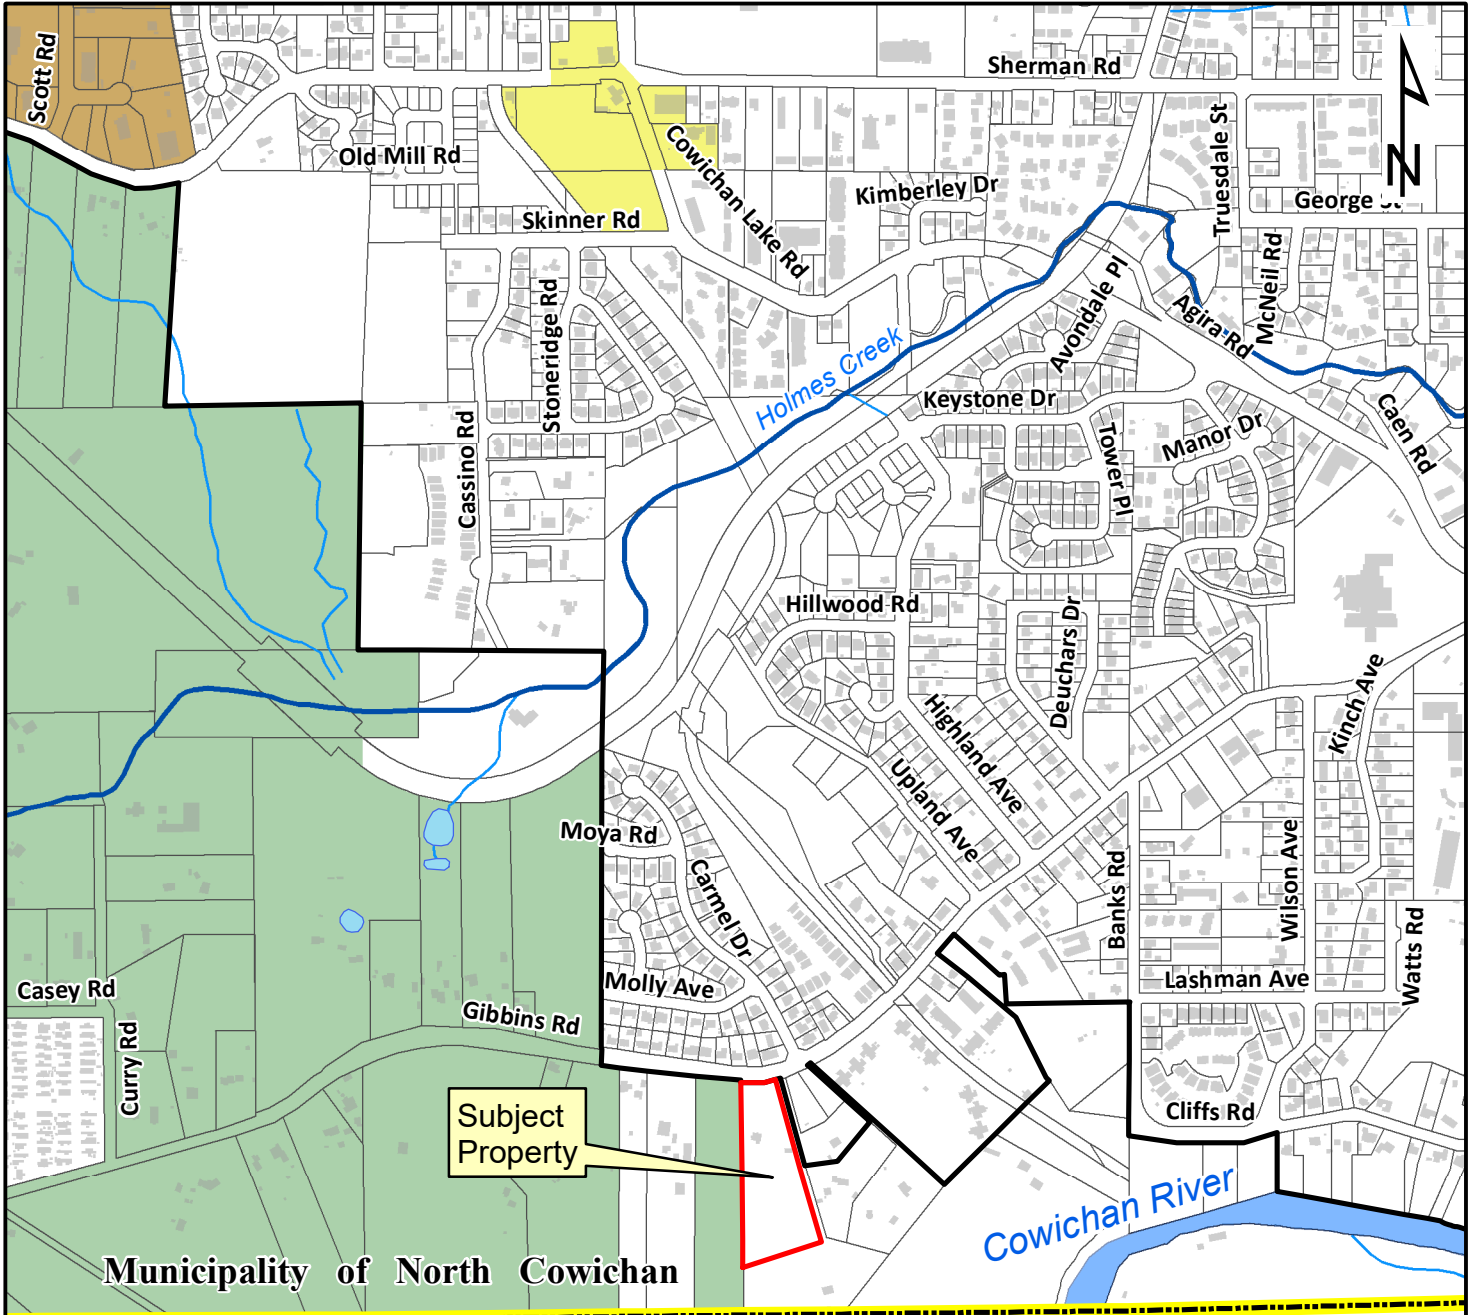 Scott Rd
Sherman Rd
Old Mill Rd
Cowichan Lake Rd
Kimberley Dr
Truesdale St
N
George St
Skinner Rd
McNeil Rd
Stoneridge Rd
Avondale Pl
Agira Rd
Holmes Creek
Keystone Dr
Caen Rd
Cassino Rd
Tower Pl
Manor Dr
Hillwood Rd
Deuchars Dr
Kinch Ave
Highland Ave
Upland Ave
Moya Rd
Carmel Dr
Banks Rd
Wilson Ave
Watts Rd
Casey Rd
Molly Ave
Lashman Ave
Gibbins Rd
Curry Rd
Subject
Property
Cliffs Rd
Cowichan River
Municipality of North Cowichan